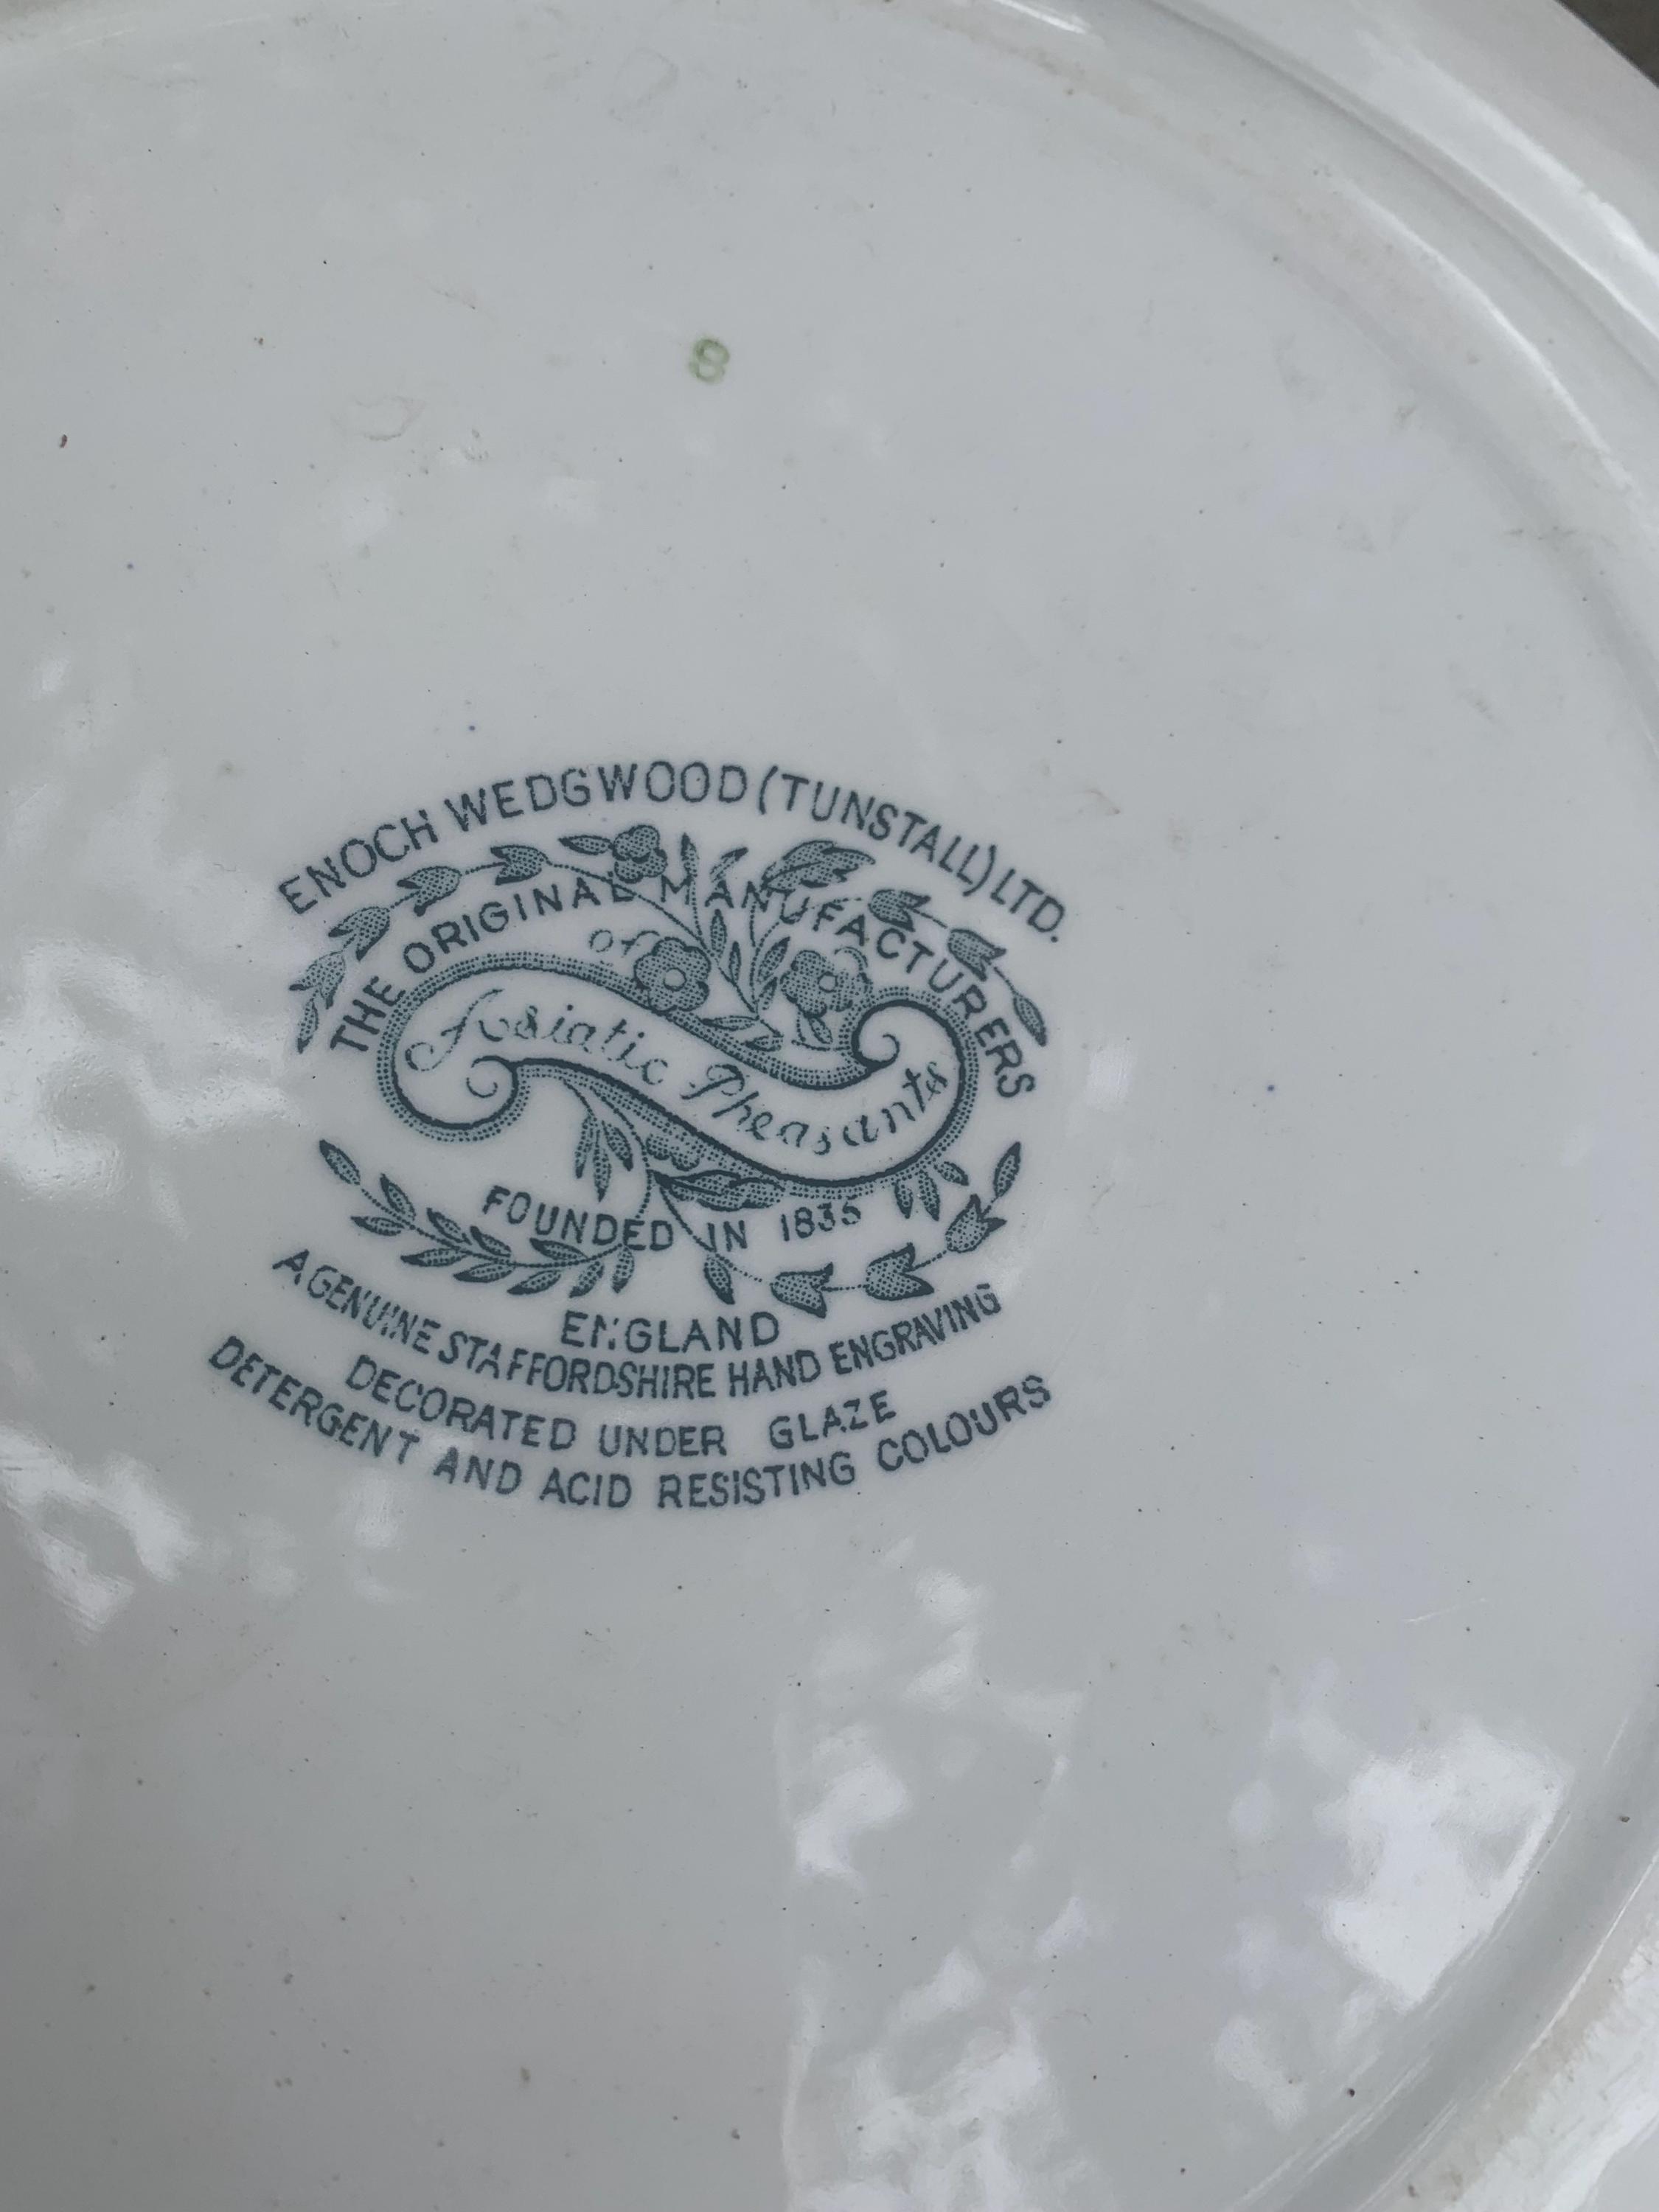 8
ENOCH WEDGWOOD (TUNSTALL) LTD.
THE ORIGINAL MANUFACTURERS
of
Asiatic Pheasants
FOUNDED IN 1835
ENGLAND
A GENUINE STAFFORDSHIRE HAND ENGRAVING
DECORATED UNDER GLAZE
DETERGENT AND ACID RESISTING COLOURS